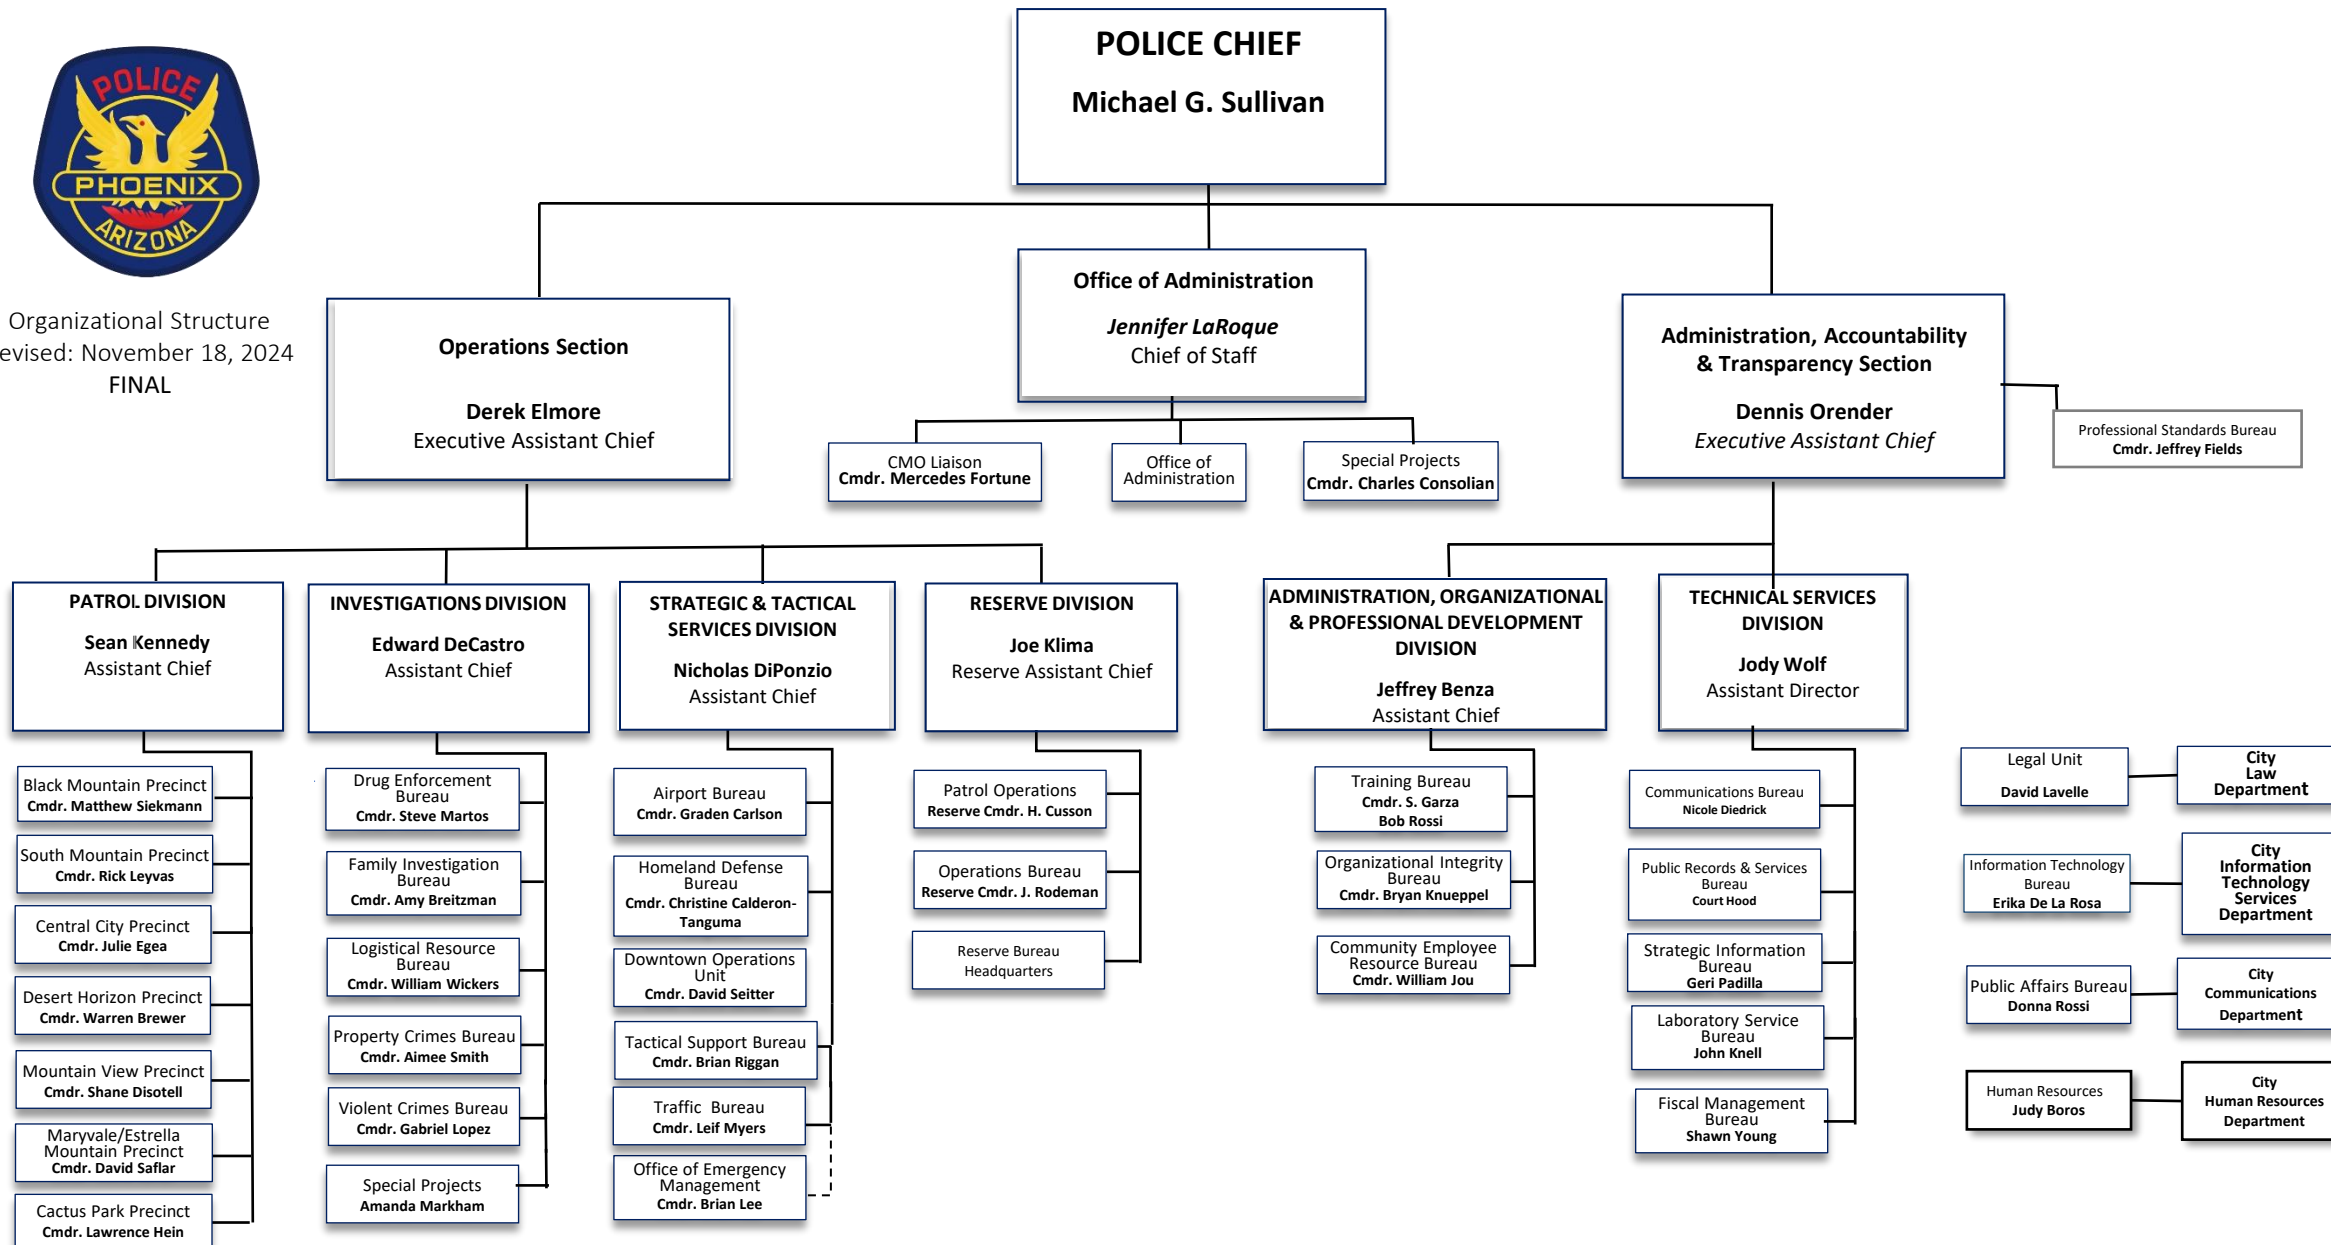 POLICE
PHOENIX
ARIZONA
Organizational Structure
evised: November 18, 2024
FINAL
POLICE CHIEF
Michael G. Sullivan
Operations Section
Derek Elmore
Executive Assistant Chief
Office of Administration
Jennifer LaRoque
Chief of Staff
Administration, Accountability
& Transparency Section
Dennis Orender
Executive Assistant Chief
Professional Standards Bureau
Cmdr. Jeffrey Fields
CMO Liaison
Cmdr. Mercedes Fortune
Office of
Administration
Special Projects
Cmdr. Charles Consolian
PATROL DIVISION
Sean Kennedy
Assistant Chief
INVESTIGATIONS DIVISION
Edward DeCastro
Assistant Chief
STRATEGIC & TACTICAL
SERVICES DIVISION
Nicholas DiPonzio
Assistant Chief
RESERVE DIVISION
Joe Klima
Reserve Assistant Chief
ADMINISTRATION, ORGANIZATIONAL
& PROFESSIONAL DEVELOPMENT
DIVISION
Jeffrey Benza
Assistant Chief
TECHNICAL SERVICES
DIVISION
Jody Wolf
Assistant Director
Black Mountain Precinct
Cmdr. Matthew Siekmann
South Mountain Precinct
Cmdr. Rick Leyvas
Central City Precinct
Cmdr. Julie Egea
Desert Horizon Precinct
Cmdr. Warren Brewer
Mountain View Precinct
Cmdr. Shane Disotell
Maryvale/Estrella
Mountain Precinct
Cmdr. David Saflar
Cactus Park Precinct
Cmdr. Lawrence Hein
Drug Enforcement
Bureau
Cmdr. Steve Martos
Family Investigation
Bureau
Cmdr. Amy Breitzman
Logistical Resource
Bureau
Cmdr. William Wickers
Property Crimes Bureau
Cmdr. Aimee Smith
Violent Crimes Bureau
Cmdr. Gabriel Lopez
Special Projects
Amanda Markham
Airport Bureau
Cmdr. Graden Carlson
Homeland Defense
Bureau
Cmdr. Christine Calderon-
Tanguma
Downtown Operations
Unit
Cmdr. David Seitter
Tactical Support Bureau
Cmdr. Brian Riggan
Traffic Bureau
Cmdr. Leif Myers
Office of Emergency
Management
Cmdr. Brian Lee
Patrol Operations
Reserve Cmdr. H. Cusson
Operations Bureau
Reserve Cmdr. J. Rodeman
Reserve Bureau
Headquarters
Training Bureau
Cmdr. S. Garza
Bob Rossi
Organizational Integrity
Bureau
Cmdr. Bryan Knueppel
Community Employee
Resource Bureau
Cmdr. William Jou
Communications Bureau
Nicole Diedrick
Public Records & Services
Bureau
Court Hood
Strategic Information
Bureau
Geri Padilla
Laboratory Service
Bureau
John Knell
Fiscal Management
Bureau
Shawn Young
Legal Unit
David Lavelle
City
Law
Department
Information Technology
Bureau
Erika De La Rosa
City
Information
Technology
Services
Department
Public Affairs Bureau
Donna Rossi
City
Communications
Department
Human Resources
Judy Boros
City
Human Resources
Department